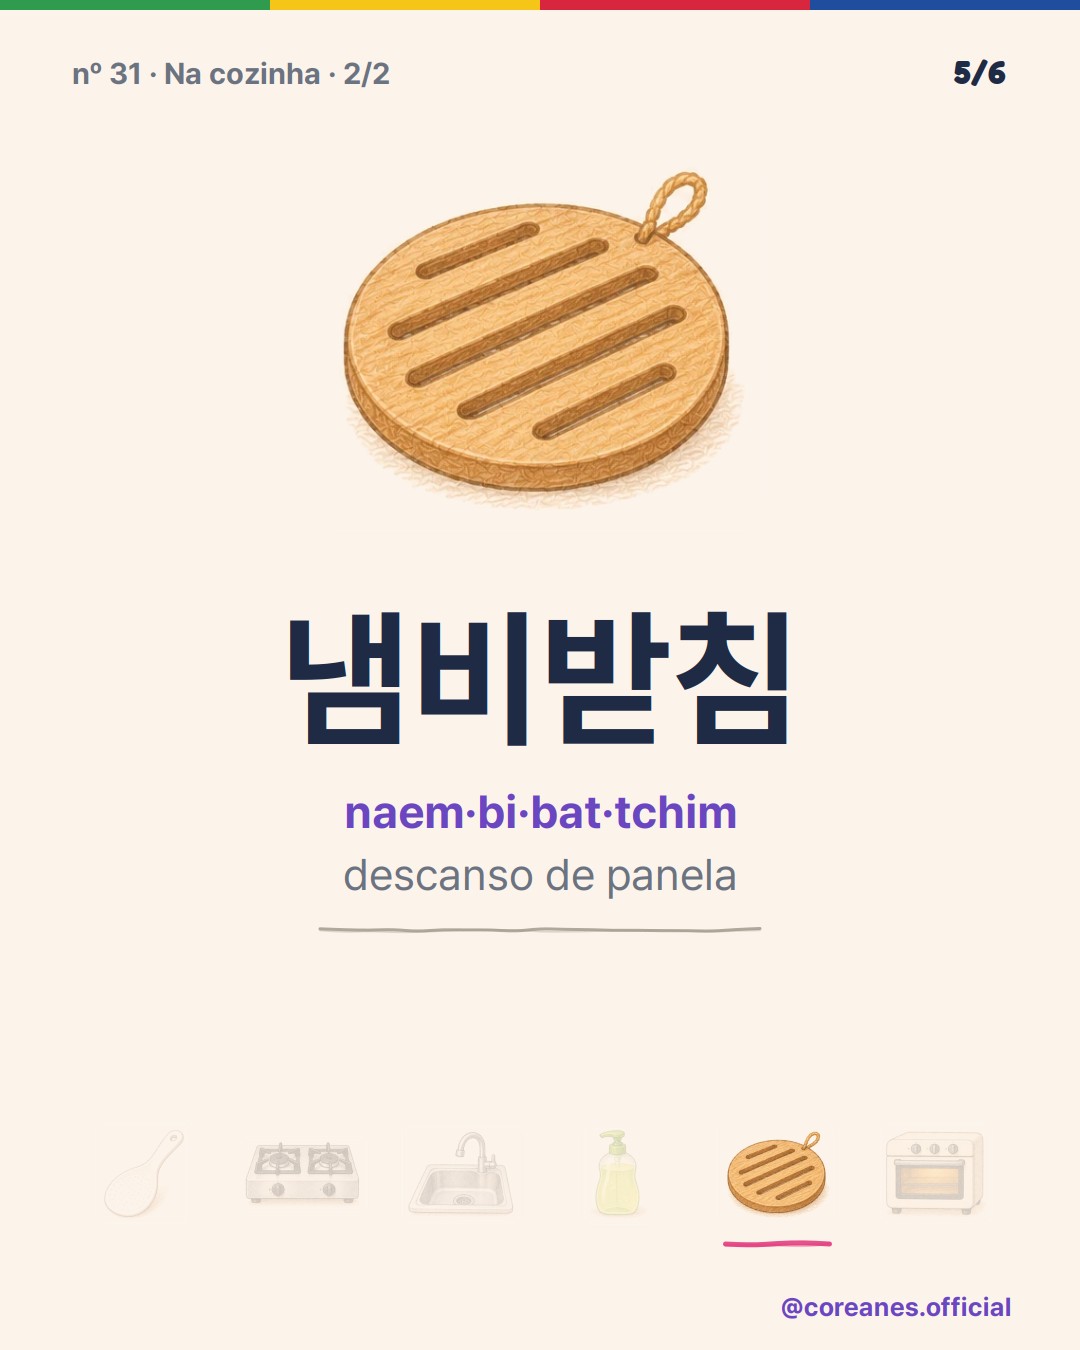 nº 31 · Na cozinha · 2/2
5/6
냄비받침
naem·bi·bat·tchim
descanso de panela
@coreanes.official